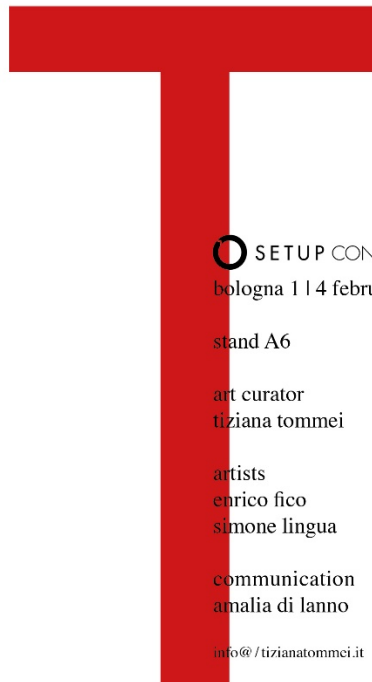 T
SETUP CON
bologna 1 | 4 febru
stand A6
art curator
tiziana tommei
artists
enrico fico
simone lingua
communication
amalia di lanno
info@/tizianatommei.it